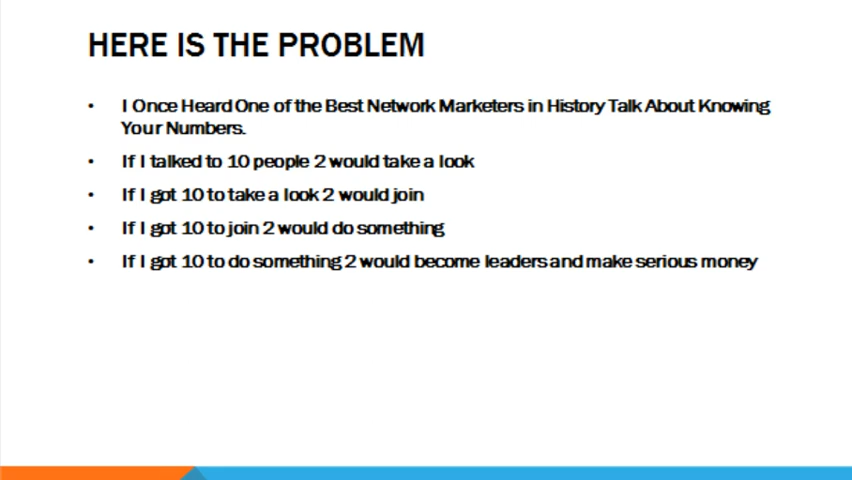 HERE IS THE PROBLEM
• I Once Heard One of the Best Network Marketers in History Talk About Knowing
Your Numbers.
• If I talked to 10 people 2 would take a look
• If I got 10 to take a look 2 would join
• If I got 10 to join 2 would do something
• If I got 10 to do something 2 would become leaders and make serious money